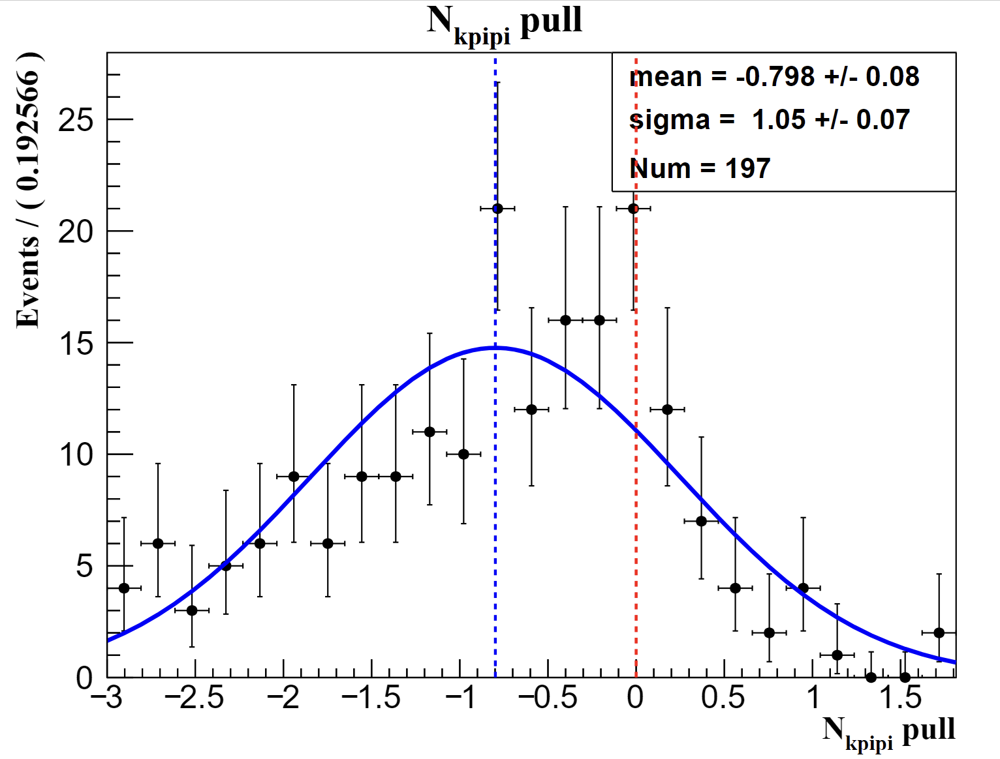 N_kpipi pull
mean = -0.798 +/- 0.08
sigma = 1.05 +/- 0.07
Num = 197
Events / ( 0.192566 )
25
20
15
10
5
0
−3 −2.5 −2 −1.5 −1 −0.5 0 0.5 1 1.5
N_kpipi pull